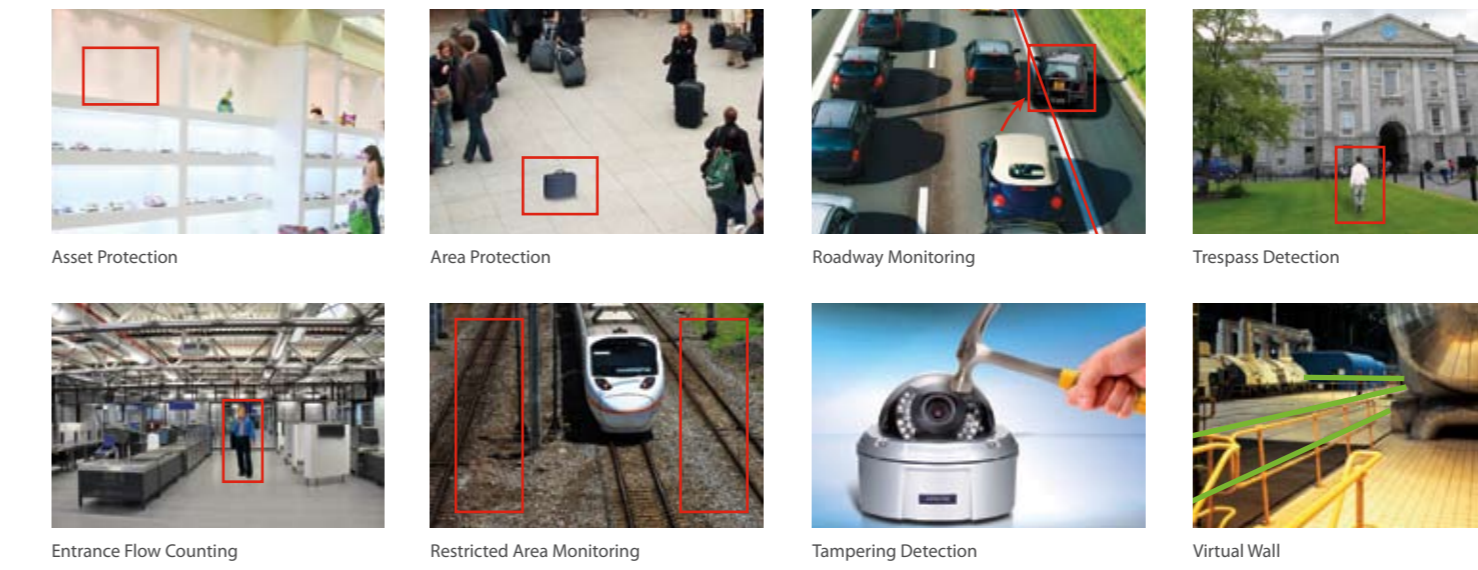 Asset Protection
Area Protection
Roadway Monitoring
Trespass Detection
Entrance Flow Counting
Restricted Area Monitoring
Tampering Detection
Virtual Wall